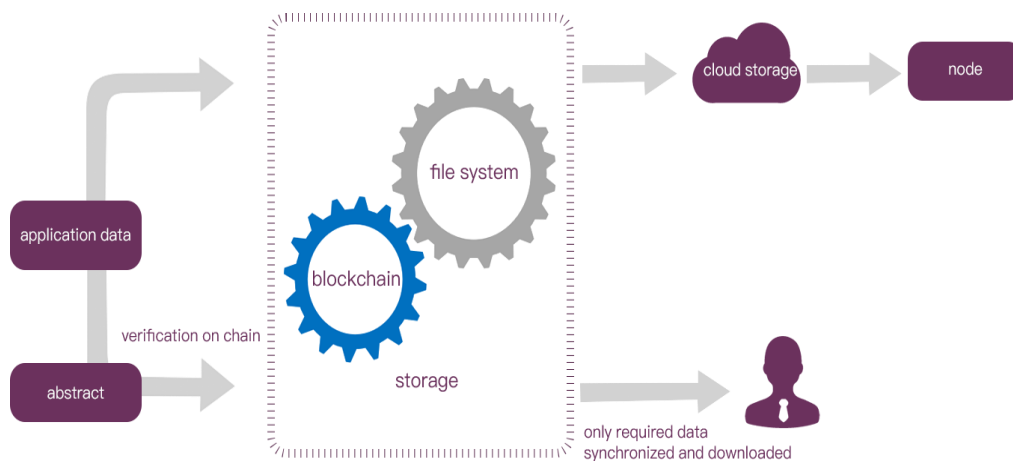 cloud storage
node
file system
application data
blockchain
verification on chain
storage
abstract
only required data
synchronized and downloaded